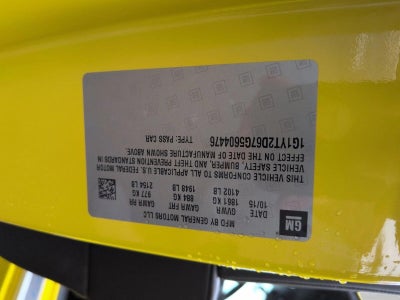 GM
MFD BY GENERAL MOTORS LLC
DATE GVWR GAWR FRT GAWR RR
10/15 1861 KG 884 KG 977 KG
4102 LB 1948 LB 2154 LB
THIS VEHICLE CONFORMS TO ALL APPLICABLE U.S. FEDERAL MOTOR
VEHICLE SAFETY, BUMPER, AND THEFT PREVENTION STANDARDS IN
EFFECT ON THE DATE OF MANUFACTURE SHOWN ABOVE.
1G1YT2D67G5604476 TYPE: PASS CAR